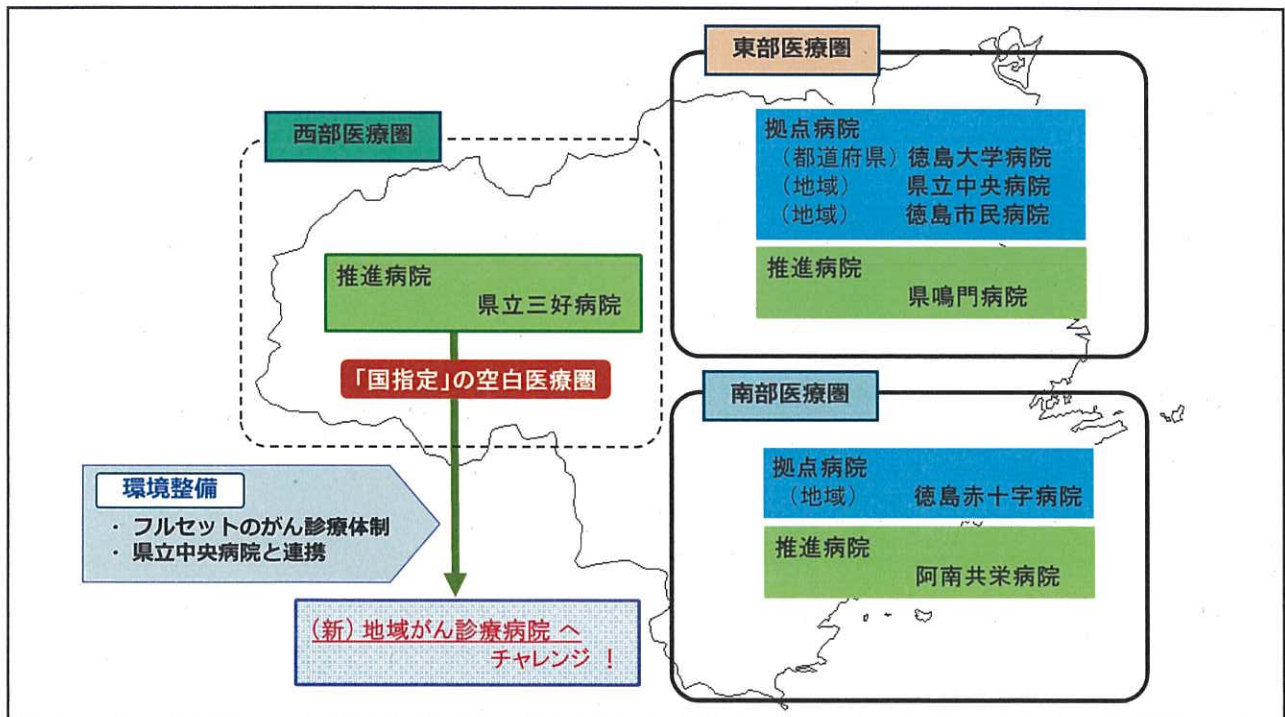 東部医療圏
拠点病院
(都道府県) 徳島大学病院
(地域) 県立中央病院
(地域) 徳島市民病院
推進病院
県鳴門病院
西部医療圏
推進病院
県立三好病院
「国指定」の空白医療圏
環境整備
・ フルセットのがん診療体制
・ 県立中央病院と連携
(新) 地域がん診療病院 へ
チャレンジ !
南部医療圏
拠点病院
(地域) 徳島赤十字病院
推進病院
阿南共栄病院